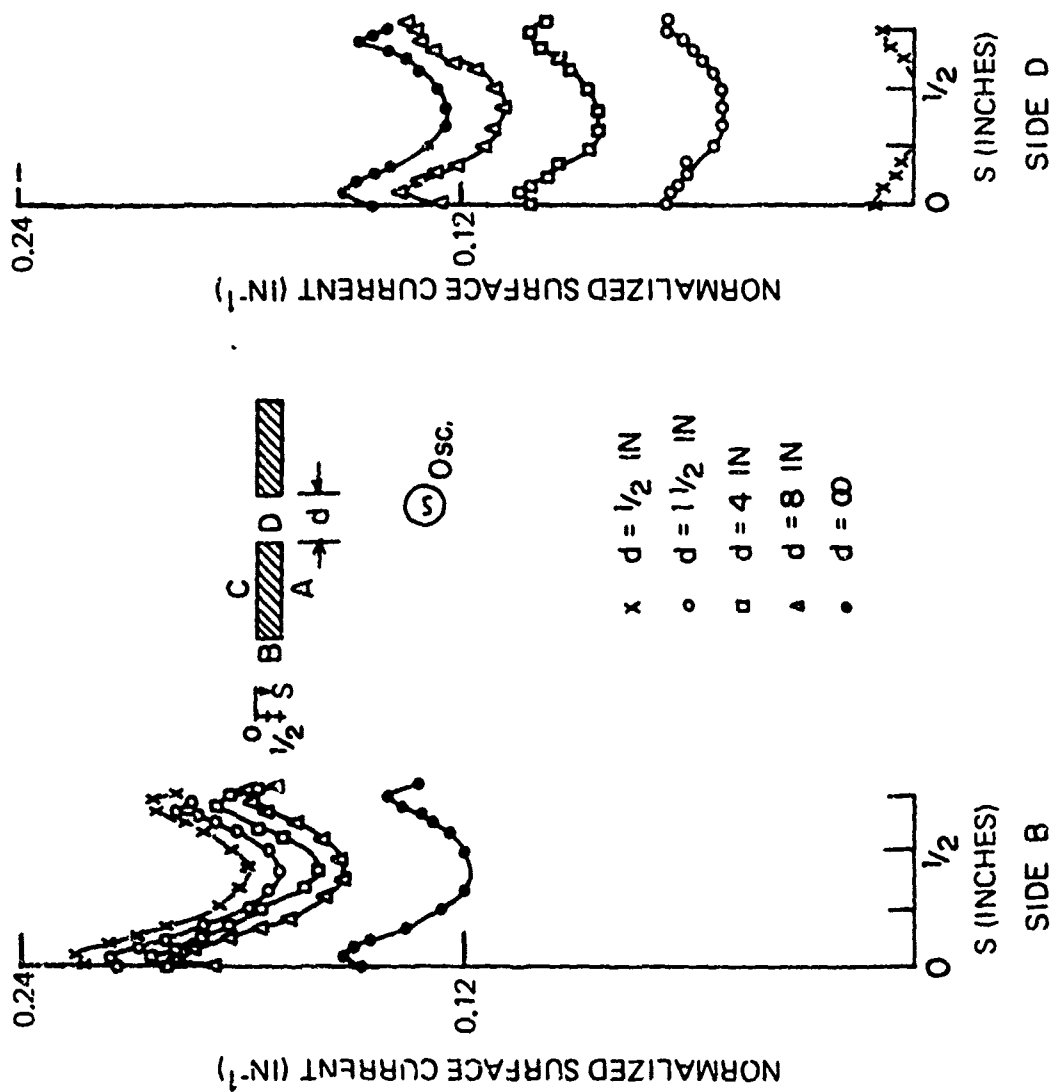 0.24
0.12
0
1/2
S (INCHES)
SIDE B
NORMALIZED SURFACE CURRENT (IN⁻¹)
0
1/2
S
B
C
A
D
d
Osc.
x d = 1/2 IN
o d = 1 1/2 IN
□ d = 4 IN
△ d = 8 IN
• d = ∞
0.24
0.12
0
1/2
S (INCHES)
SIDE D
NORMALIZED SURFACE CURRENT (IN⁻¹)